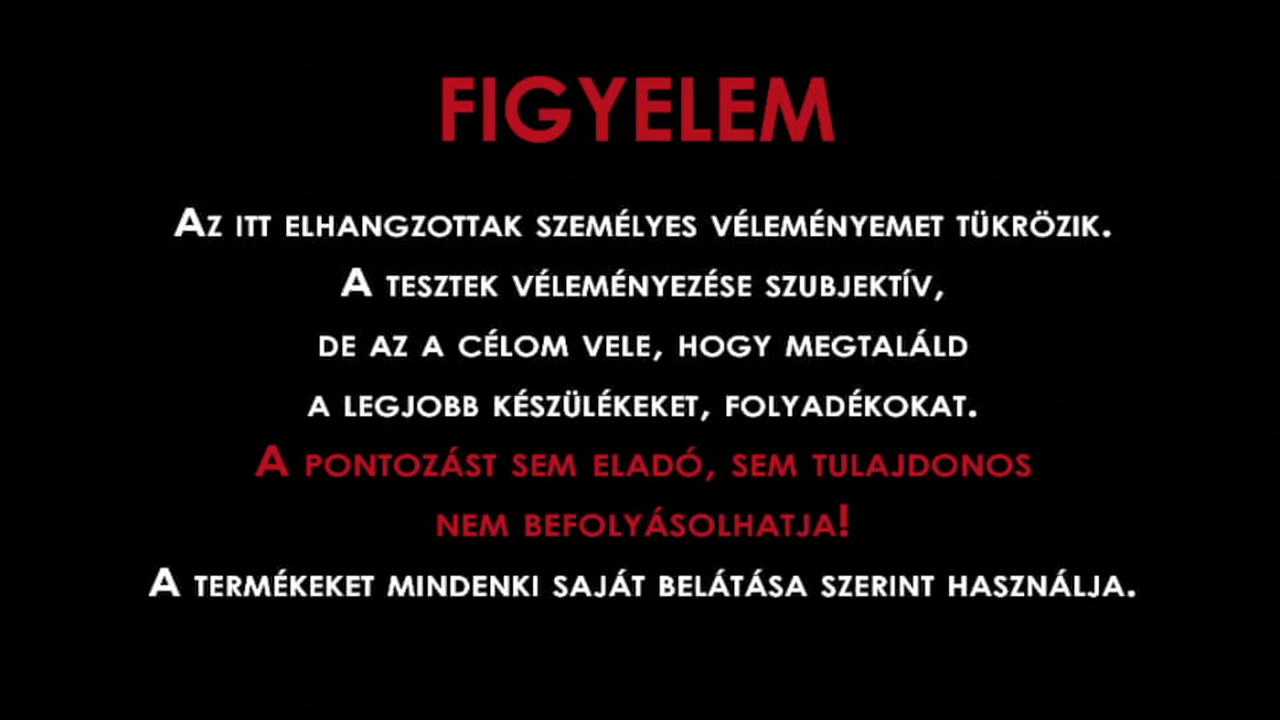 FIGYELEM
Az itt elhangzottak személyes véleményemet tükrözik.
A tesztek véleményezése szubjektív,
de az a célom vele, hogy megtaláld
a legjobb készülékeket, folyadékokat.
A pontozást sem eladó, sem tulajdonos
nem befolyásolhatja!
A termékeket mindenki saját belátása szerint használja.